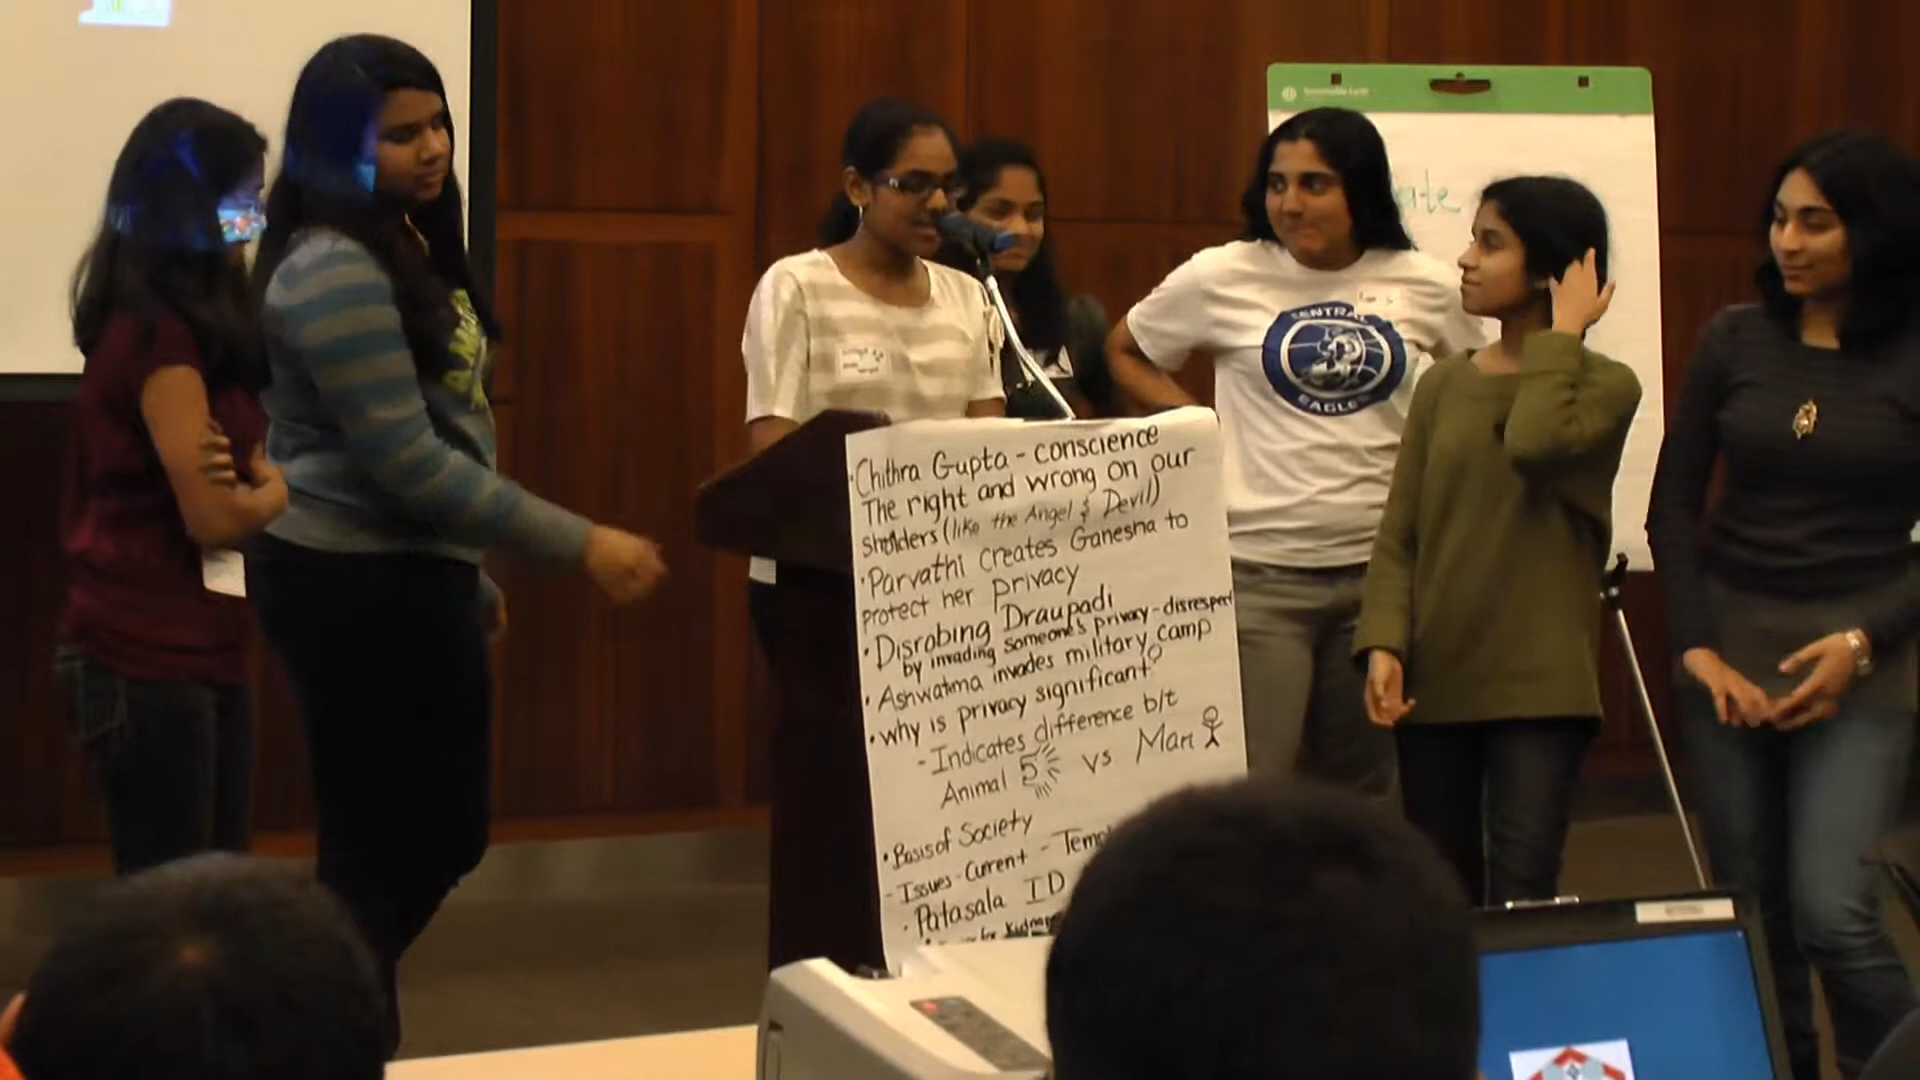 ·Chithra Gupta - conscience
The right and wrong on our
sholders (like the Angel & Devil)
·Parvathi creates Ganesha to
protect her privacy
·Disrobing Draupadi
by invading someone's privacy - disrespect
·Ashwatma invades military camp
·why is privacy significant?
- Indicates difference b/t
Animal vs Man
·Basis of Society
- Issues - Current -
·Patasala ID
CENTRAL
EAGLES